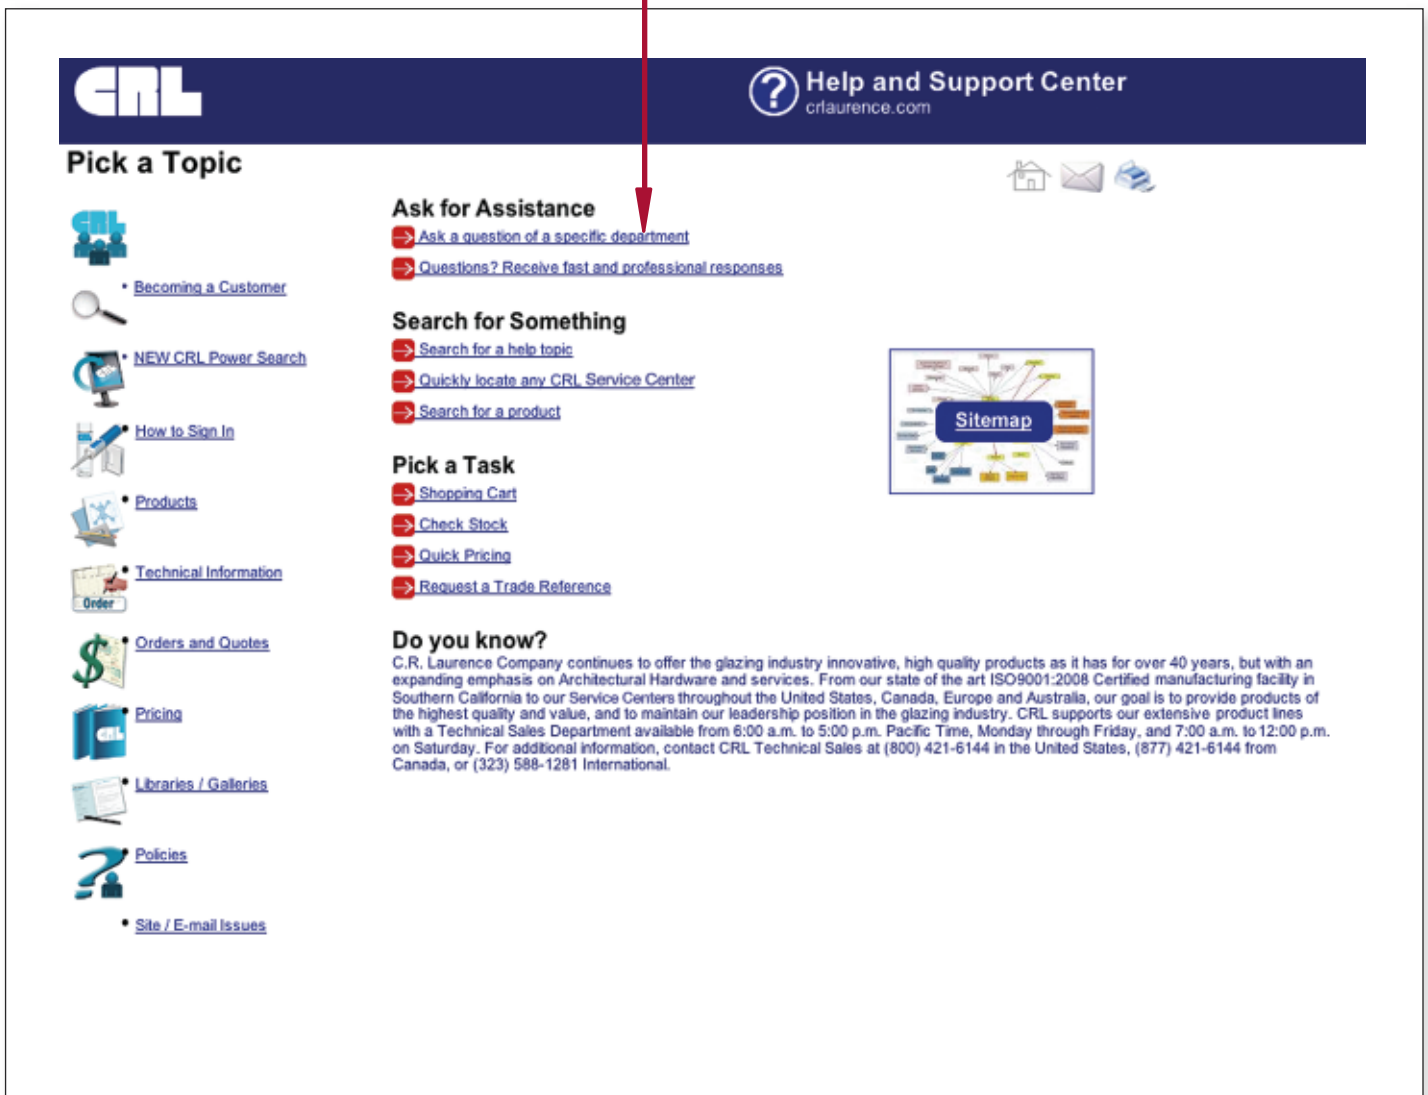 CRL
Help and Support Center
crlaurence.com
Pick a Topic
CRL
• Becoming a Customer
• NEW CRL Power Search
• How to Sign In
• Products
• Technical Information
Order
• Orders and Quotes
• Pricing
CRL
• Libraries / Galleries
• Policies
• Site / E-mail Issues
Ask for Assistance
Ask a question of a specific department
Questions? Receive fast and professional responses
Search for Something
Search for a help topic
Quickly locate any CRL Service Center
Search for a product
Sitemap
Pick a Task
Shopping Cart
Check Stock
Quick Pricing
Request a Trade Reference
Do you know?
C.R. Laurence Company continues to offer the glazing industry innovative, high quality products as it has for over 40 years, but with an
expanding emphasis on Architectural Hardware and services. From our state of the art ISO9001:2008 Certified manufacturing facility in
Southern California to our Service Centers throughout the United States, Canada, Europe and Australia, our goal is to provide products of
the highest quality and value, and to maintain our leadership position in the glazing industry. CRL supports our extensive product lines
with a Technical Sales Department available from 6:00 a.m. to 5:00 p.m. Pacific Time, Monday through Friday, and 7:00 a.m. to 12:00 p.m.
on Saturday. For additional information, contact CRL Technical Sales at (800) 421-6144 in the United States, (877) 421-6144 from
Canada, or (323) 588-1281 International.